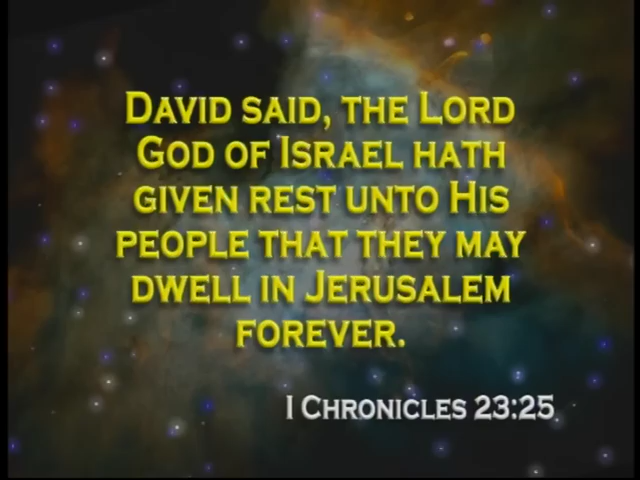 David said, the Lord
God of Israel hath
given rest unto His
people that they may
dwell in Jerusalem
forever.
I Chronicles 23:25